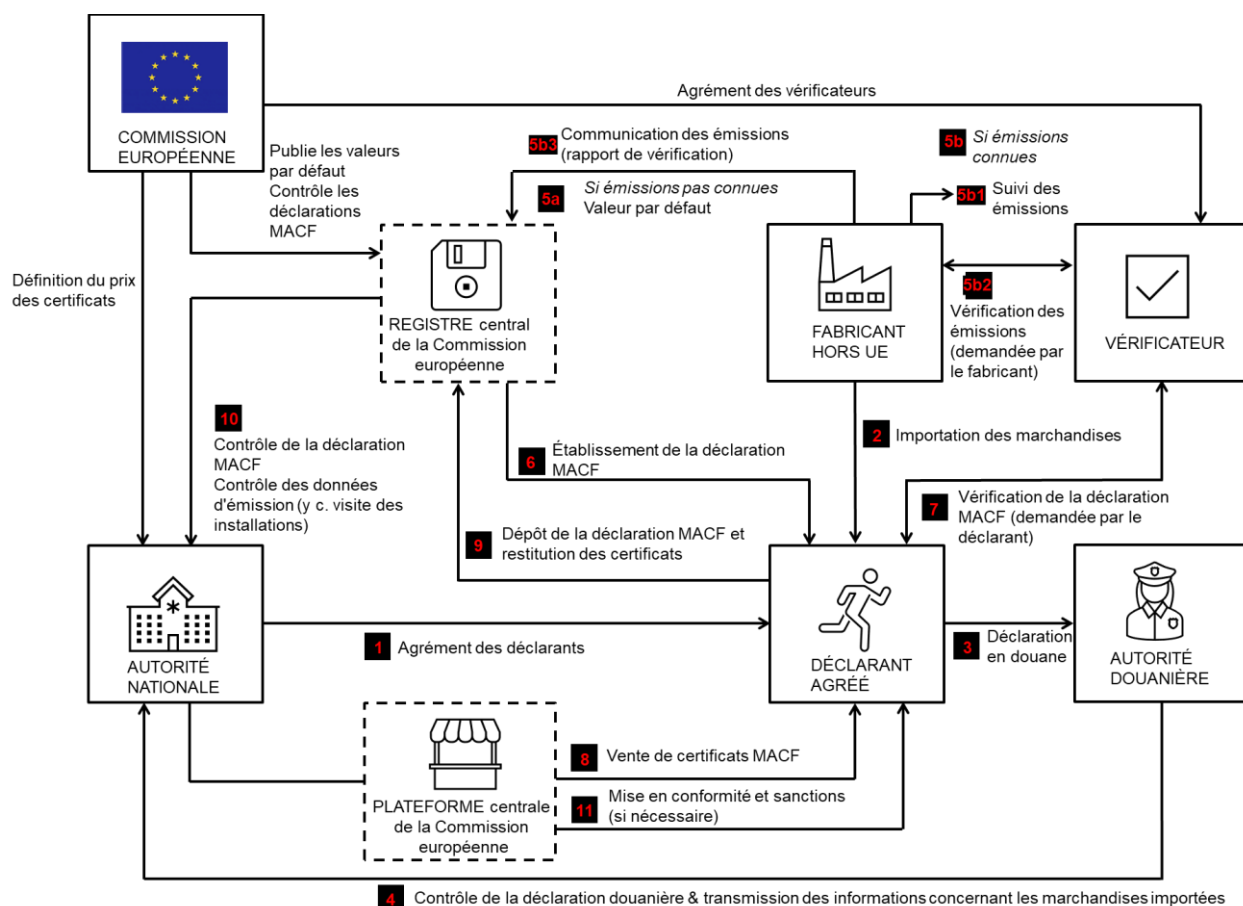 COMMISSION
EUROPÉENNE
Agrément des vérificateurs
Publie les valeurs
par défaut
Contrôle les
déclarations
MACF
5b3 Communication des émissions
(rapport de vérification)
5a Si émissions pas connues
Valeur par défaut
5b Si émissions
connues
5b1 Suivi des
émissions
Définition du prix
des certificats
REGISTRE central
de la Commission
européenne
FABRICANT
HORS UE
5b2
Vérification des
émissions
(demandée par
le fabricant)
VÉRIFICATEUR
10
Contrôle de la déclaration
MACF
Contrôle des données
d'émission (y c. visite des
installations)
6 Établissement de la déclaration
MACF
2 Importation des marchandises
9 Dépôt de la déclaration MACF et
restitution des certificats
7 Vérification de la déclaration
MACF (demandée par le
déclarant)
AUTORITÉ
NATIONALE
1 Agrément des déclarants
DÉCLARANT
AGRÉÉ
3 Déclaration
en douane
AUTORITÉ
DOUANIÈRE
PLATEFORME centrale
de la Commission
européenne
8 Vente de certificats MACF
11 Mise en conformité et sanctions
(si nécessaire)
4 Contrôle de la déclaration douanière & transmission des informations concernant les marchandises importées